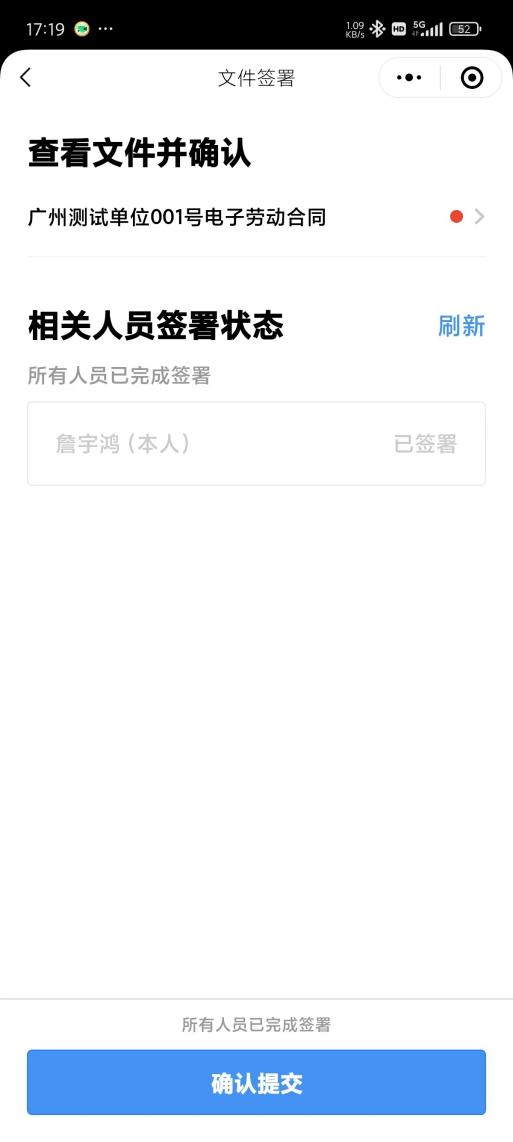 17:19 ··· 1.09 KB/s HD 5G 52
文件签署
查看文件并确认
广州测试单位001号电子劳动合同
相关人员签署状态 刷新
所有人员已完成签署
詹宇鸿（本人） 已签署
所有人员已完成签署
确认提交